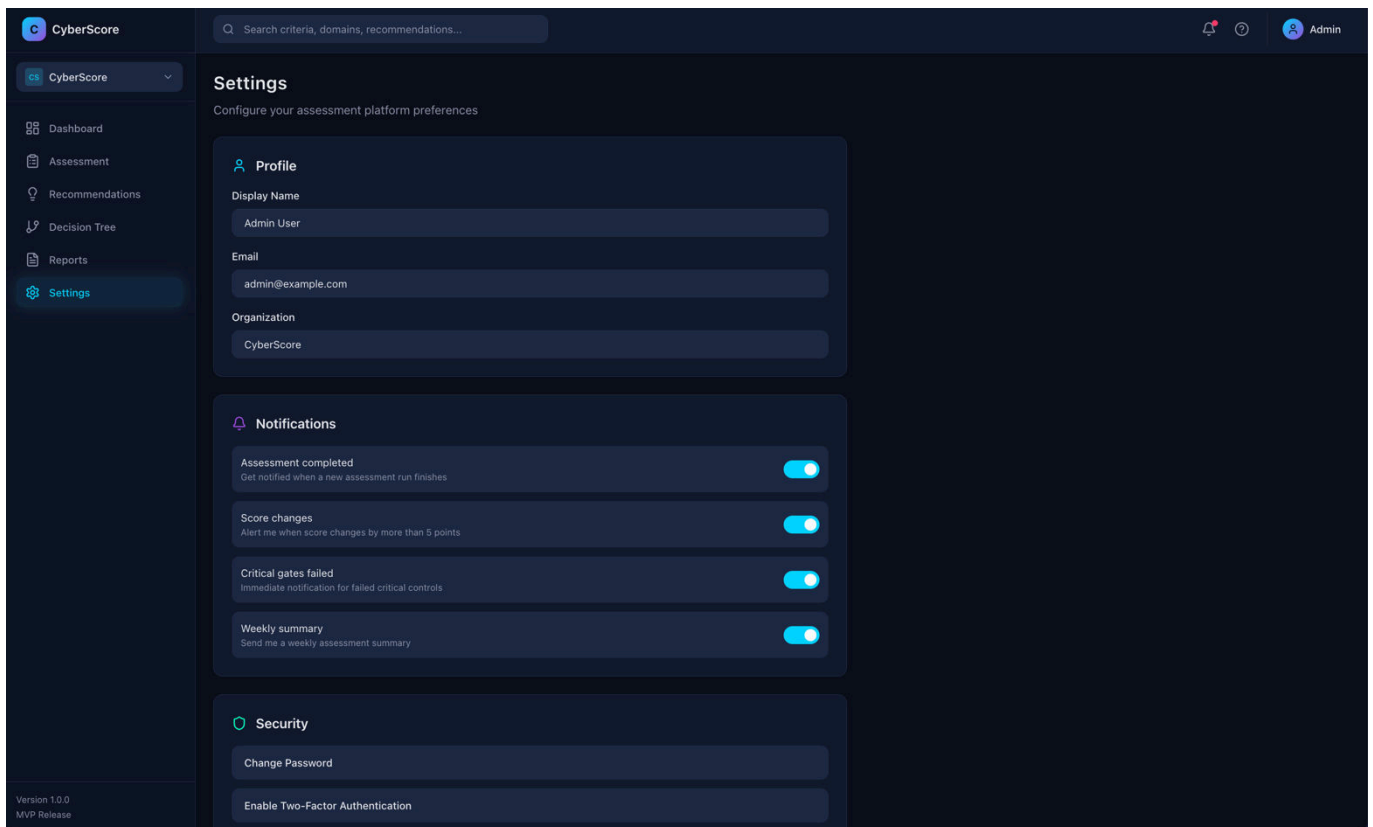 C CyberScore
Search criteria, domains, recommendations...
Admin
CS CyberScore
Dashboard
Assessment
Recommendations
Decision Tree
Reports
Settings
Version 1.0.0
MVP Release
Settings
Configure your assessment platform preferences
Profile
Display Name
Admin User
Email
admin@example.com
Organization
CyberScore
Notifications
Assessment completed
Get notified when a new assessment run finishes
Score changes
Alert me when score changes by more than 5 points
Critical gates failed
Immediate notification for failed critical controls
Weekly summary
Send me a weekly assessment summary
Security
Change Password
Enable Two-Factor Authentication